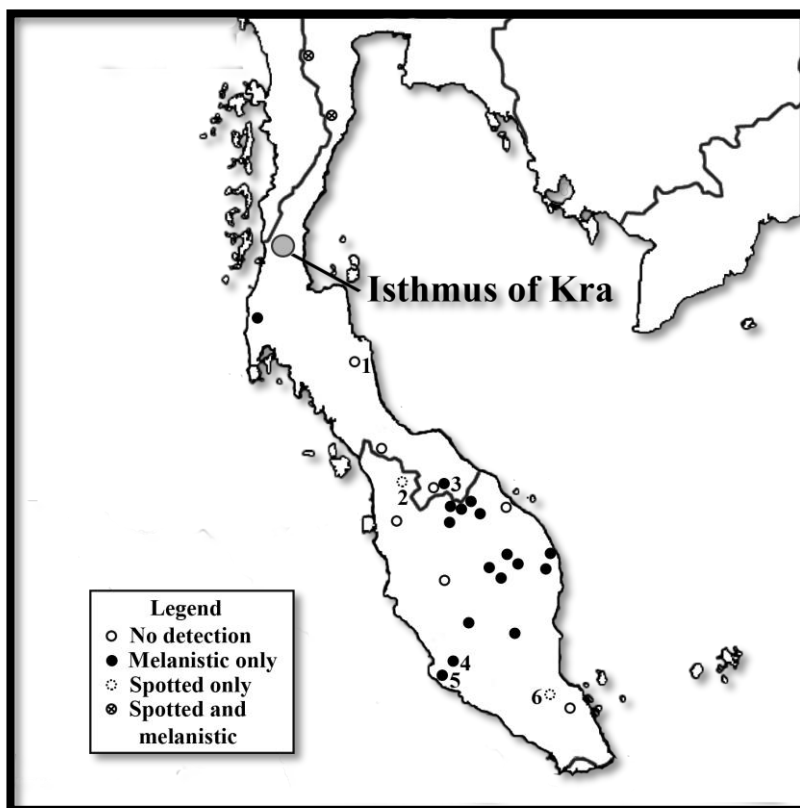 Isthmus of Kra
1
2
3
4
5
6
Legend
No detection
Melanistic only
Spotted only
Spotted and
melanistic